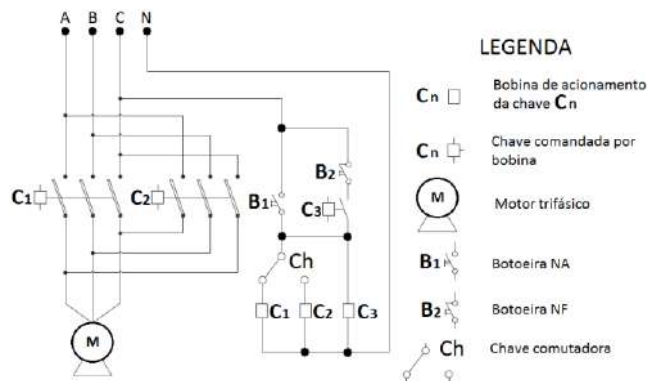 A B C N
C1
C2
B1
B2
C3
Ch
C1 C2 C3
M
LEGENDA
Cn Bobina de acionamento
da chave Cn
Cn Chave comandada por
bobina
M Motor trifásico
B1 Botoeira NA
B2 Botoeira NF
Ch Chave comutadora